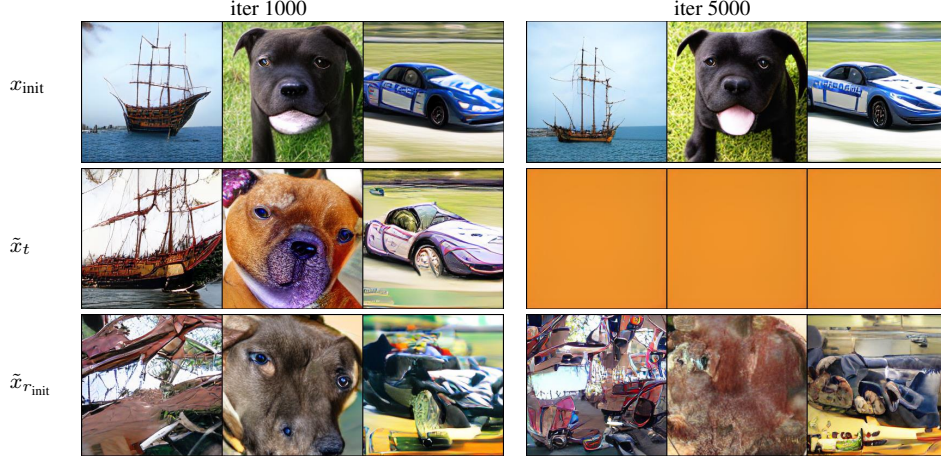 iter 1000
iter 5000
x_init
x̃_t
x̃_{r_init}